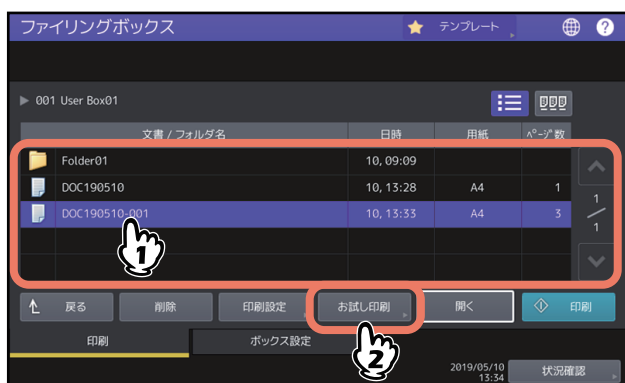 ファイリングボックス テンプレート ?
001 User Box01
文書 / フォルダ名 日時 用紙 ページ数
Folder01 10, 09:09
DOC190510 10, 13:28 A4 1
DOC190510-001 10, 13:33 A4 3
1 / 1
1
戻る 削除 印刷設定 お試し印刷 開く 印刷
2
印刷 ボックス設定
2019/05/10 状況確認
13:34